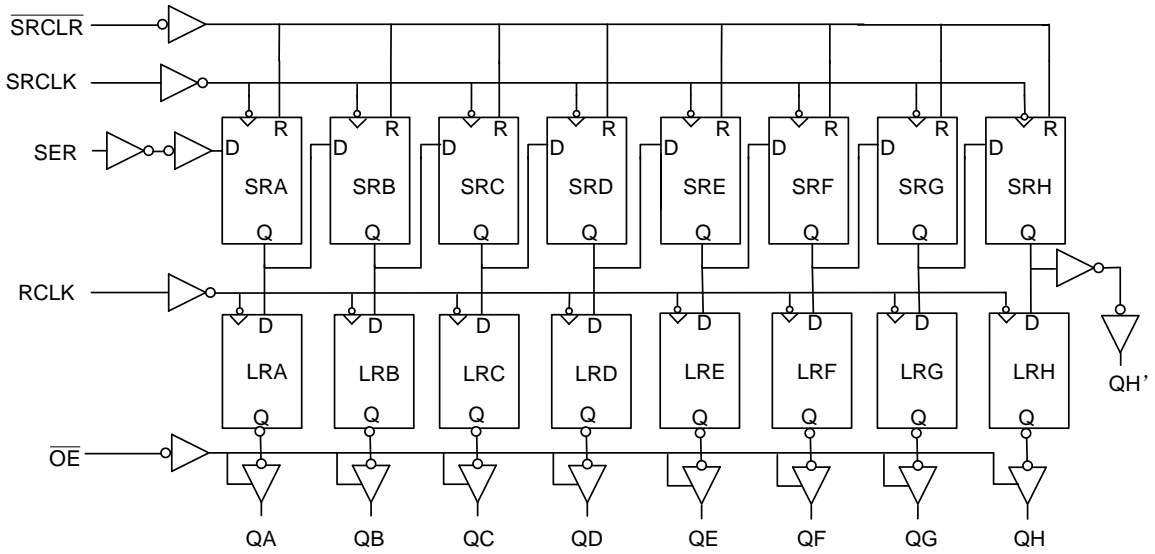 SRCLR
SRCLK
R R R R R R R R
SER
D D D D D D D D
SRA SRB SRC SRD SRE SRF SRG SRH
Q Q Q Q Q Q Q Q
RCLK
D D D D D D D D
LRA LRB LRC LRD LRE LRF LRG LRH
QH'
Q Q Q Q Q Q Q Q
OE
QA QB QC QD QE QF QG QH